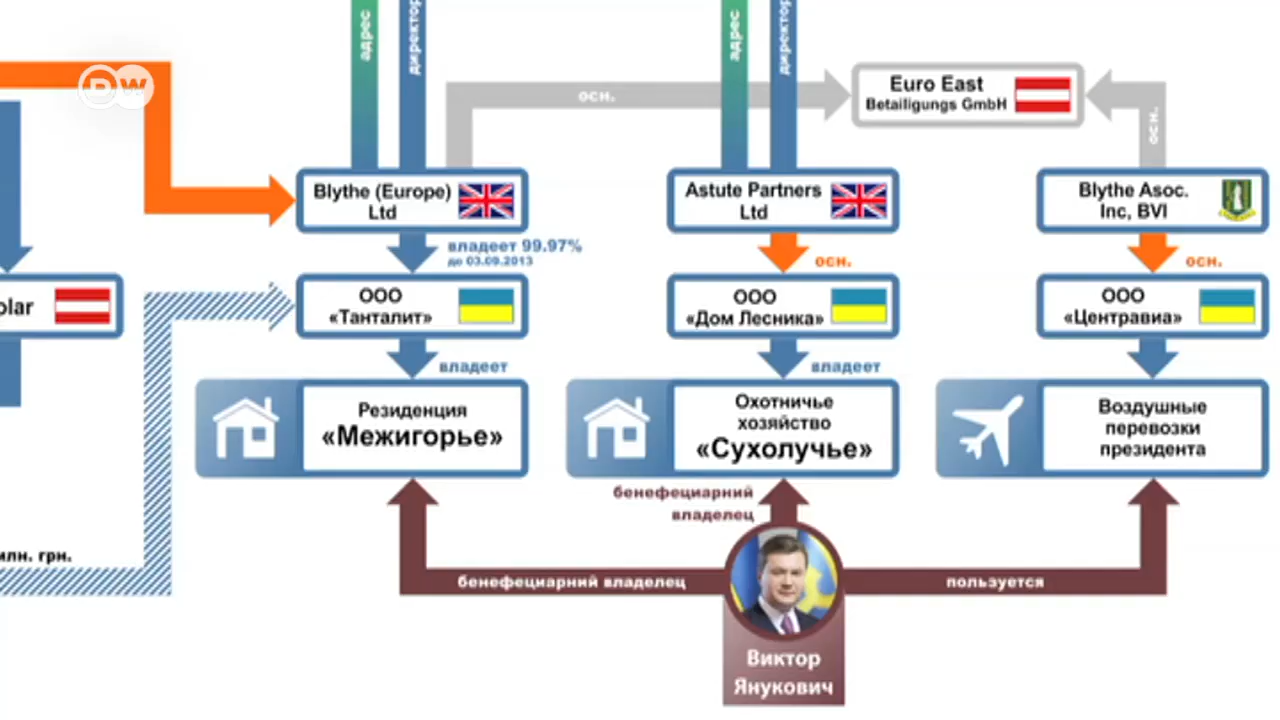 DW
адрес
директор
адрес
директор
осн.
Euro East
Betailigungs GmbH
осн.
Blythe (Europe)
Ltd
Astute Partners
Ltd
Blythe Asoc.
Inc, BVI
владеет 99.97%
до 03.09.2013
осн.
осн.
olar
ООО
«Танталит»
ООО
«Дом Лесника»
ООО
«Центравиа»
владеет
владеет
Резиденция
«Межигорье»
Охотничье
хозяйство
«Сухолучье»
Воздушные
перевозки
президента
бенефециарний
владелец
млн. грн.
бенефециарний владелец
пользуется
Виктор
Янукович